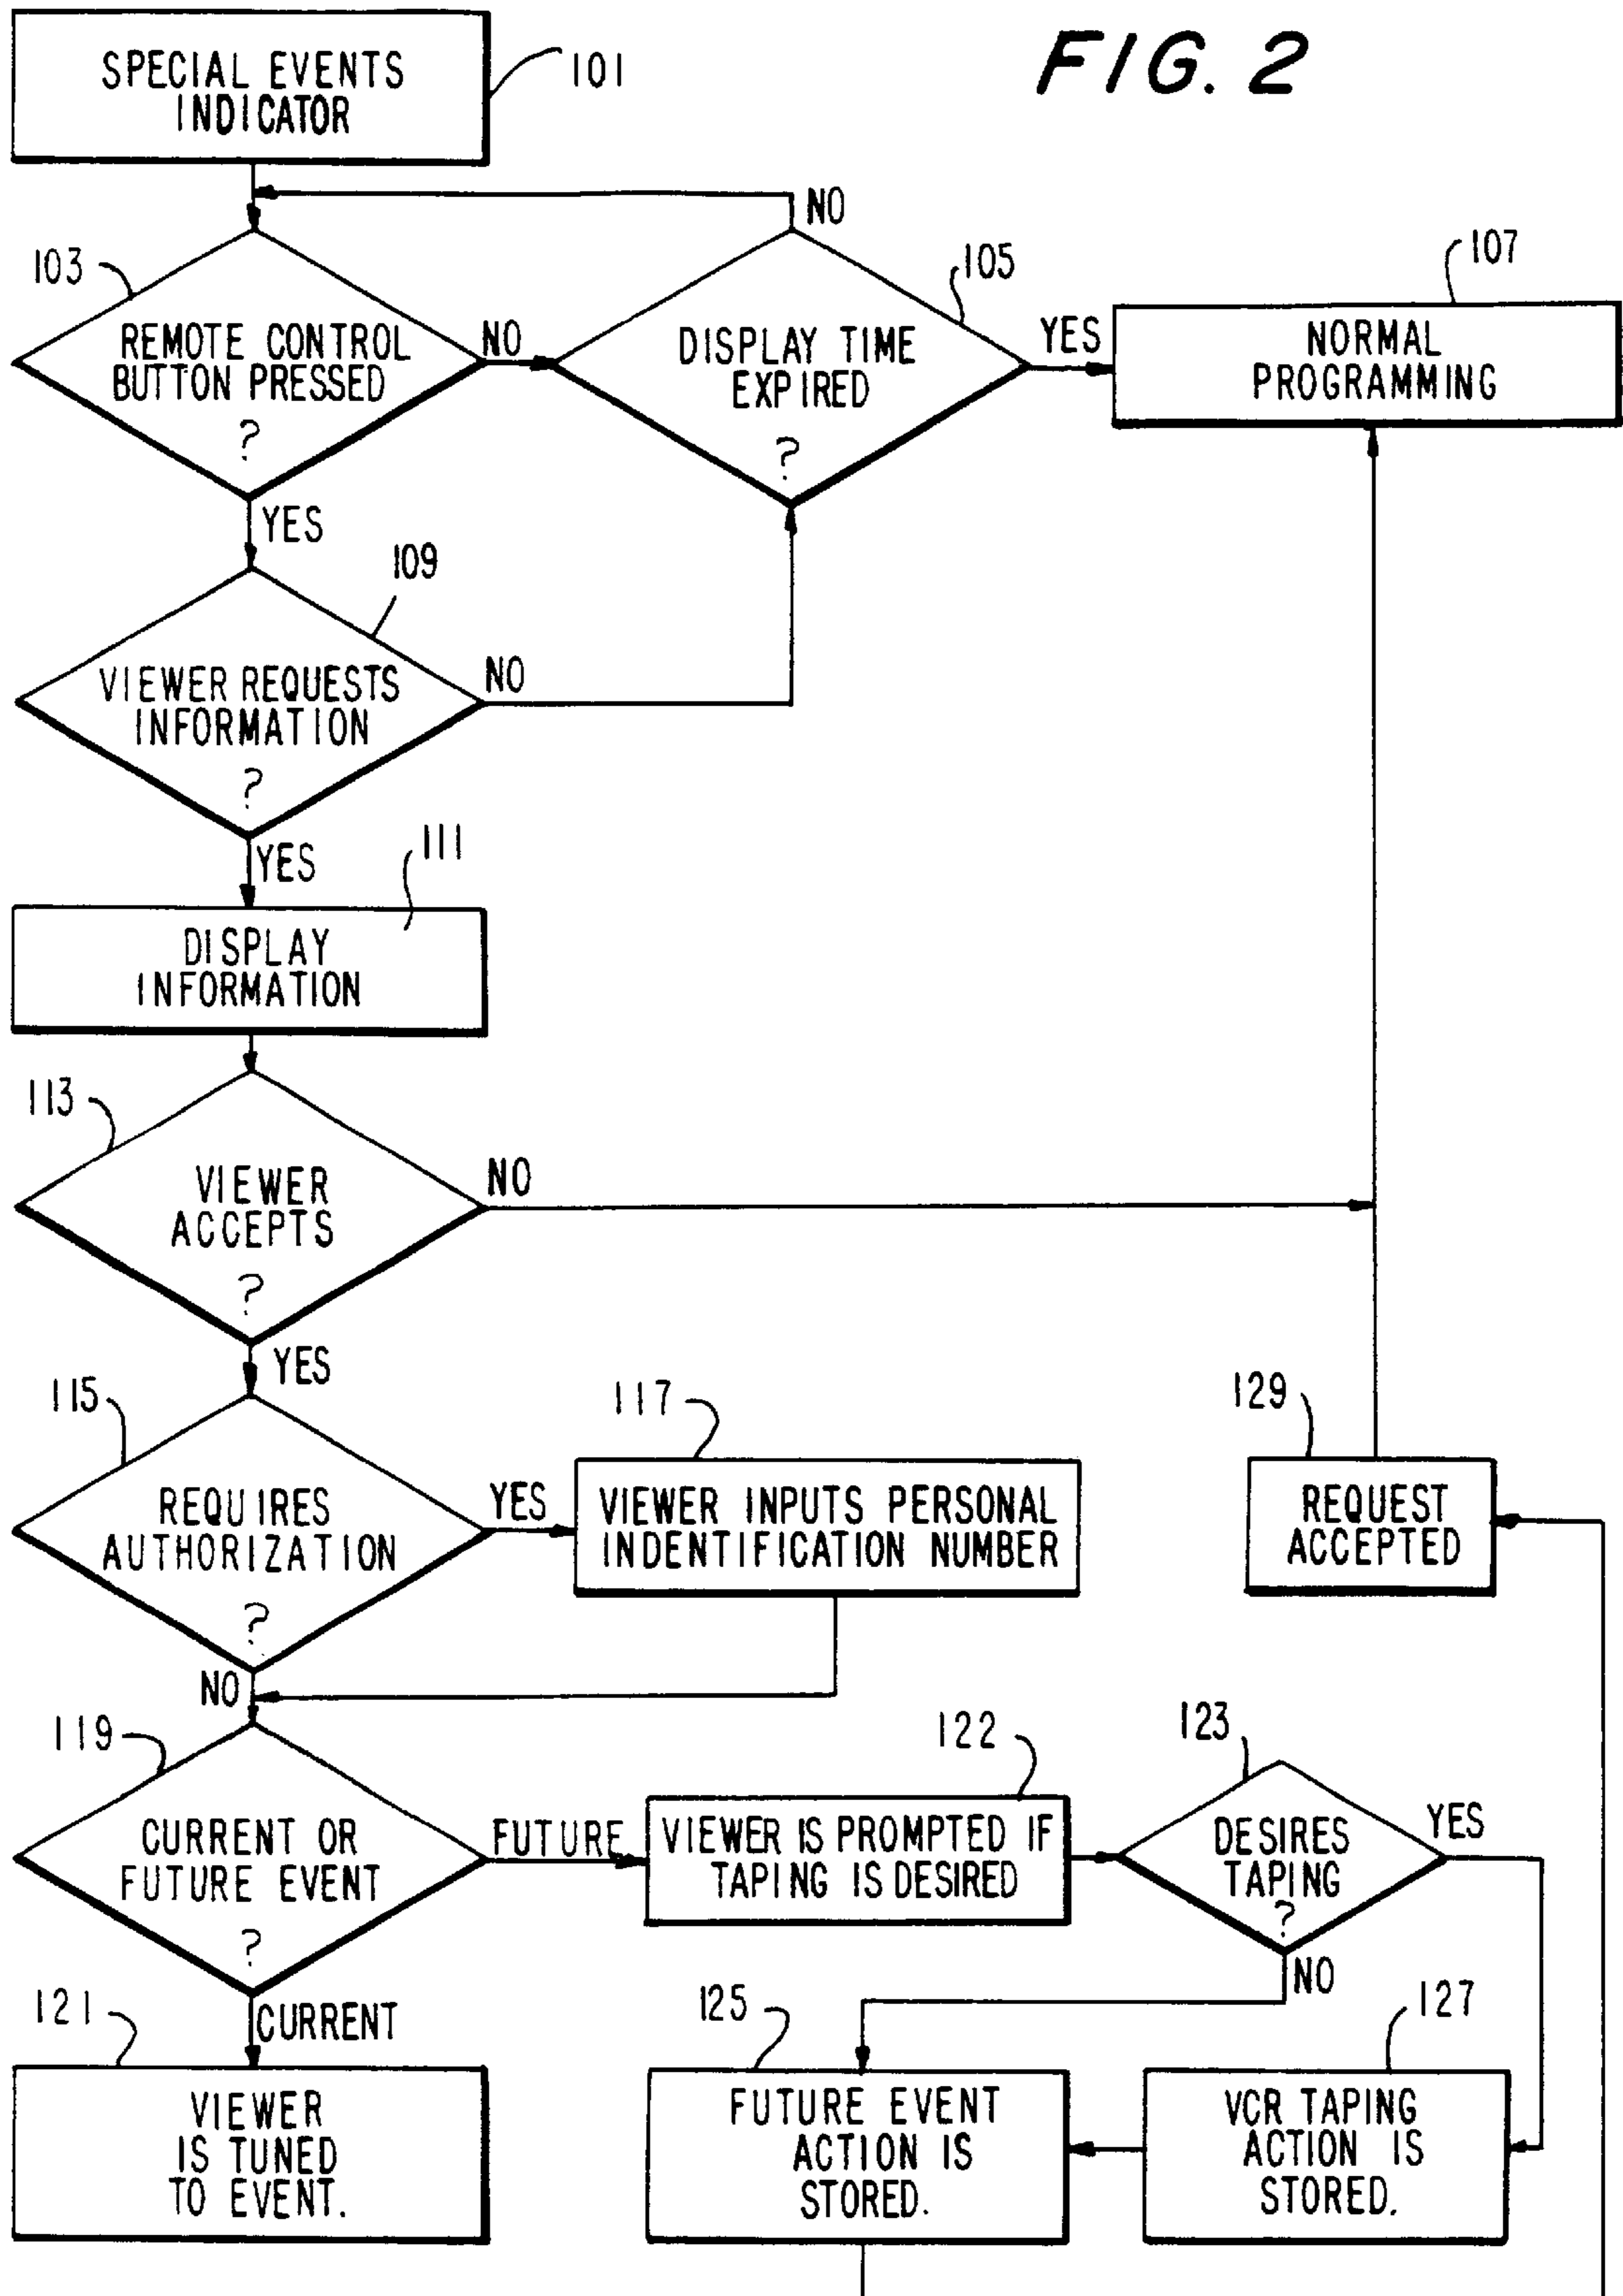 FIG. 2
SPECIAL EVENTS
INDICATOR
101
NO
103
REMOTE CONTROL
BUTTON PRESSED
?
NO
105
DISPLAY TIME
EXPIRED
?
YES
107
NORMAL
PROGRAMMING
YES
109
VIEWER REQUESTS
INFORMATION
?
NO
YES
111
DISPLAY
INFORMATION
113
VIEWER
ACCEPTS
?
NO
YES
115
REQUIRES
AUTHORIZATION
?
YES
117
VIEWER INPUTS PERSONAL
INDENTIFICATION NUMBER
129
REQUEST
ACCEPTED
NO
119
CURRENT OR
FUTURE EVENT
?
FUTURE
122
VIEWER IS PROMPTED IF
TAPING IS DESIRED
123
DESIRES
TAPING
?
YES
NO
CURRENT
121
VIEWER
IS TUNED
TO EVENT.
125
FUTURE EVENT
ACTION IS
STORED.
127
VCR TAPING
ACTION IS
STORED.